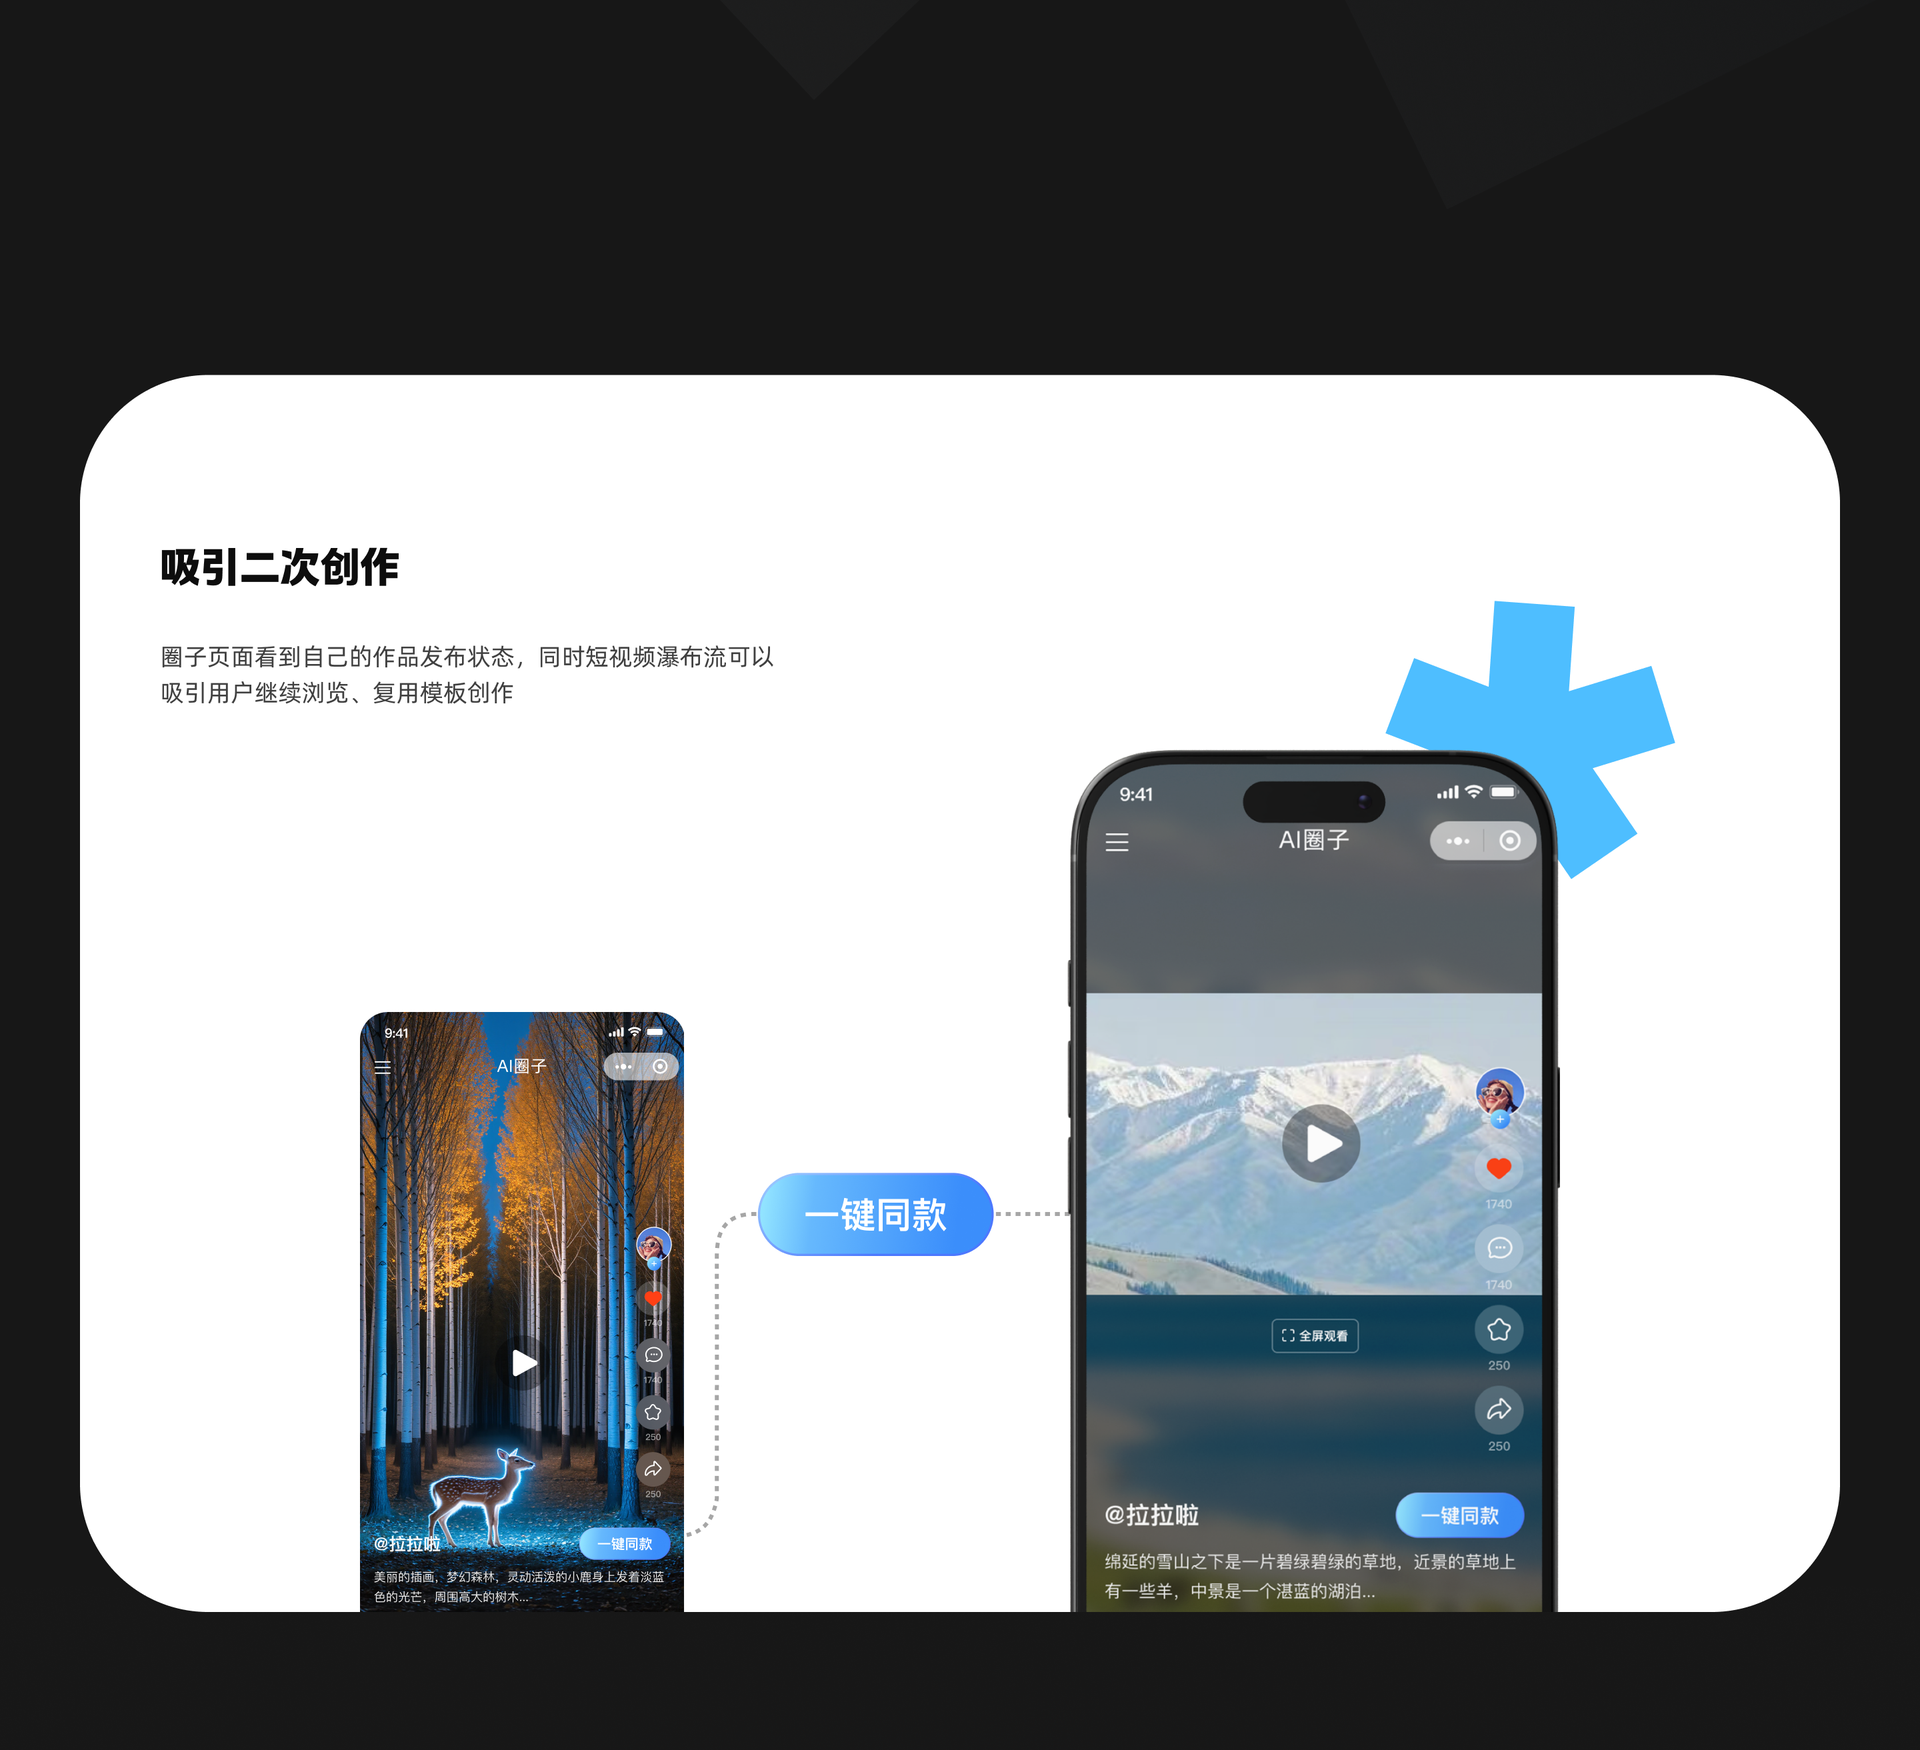 吸引二次创作
圈子页面看到自己的作品发布状态，同时短视频瀑布流可以
吸引用户继续浏览、复用模板创作
9:41
AI圈子
1740
1740
250
250
@拉拉啦
一键同款
美丽的插画，梦幻森林，灵动活泼的小鹿身上发着淡蓝
色的光芒，周围高大的树木...
一键同款
9:41
AI圈子
1740
1740
全屏观看
250
250
@拉拉啦
一键同款
绵延的雪山之下是一片碧绿碧绿的草地，近景的草地上
有一些羊，中景是一个湛蓝的湖泊...